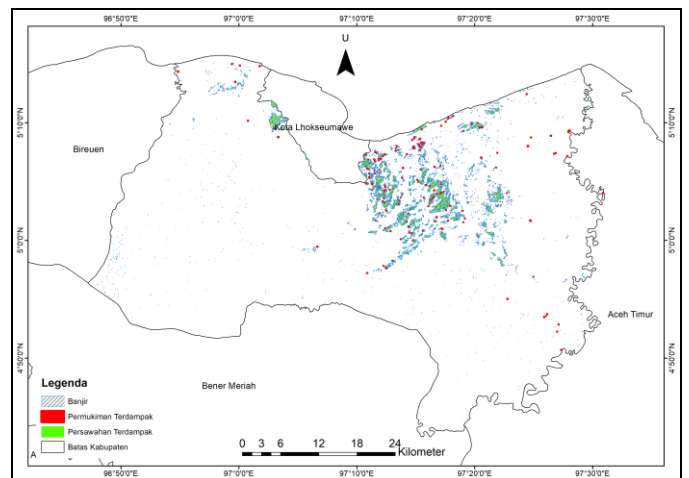 96°50'0"E 97°0'0"E 97°10'0"E 97°20'0"E 97°30'0"E
U
5°10'0"N 5°10'0"N
Kota Lhokseumawe
Bireuen
5°0'0"N 5°0'0"N
Aceh Timur
4°50'0"N 4°50'0"N
Bener Meriah
Legenda
Banjir
Permukiman Terdampak
Persawahan Terdampak
Batas Kabupaten
0 3 6 12 18 24
Kilometer
A
96°50'0"E 97°0'0"E 97°10'0"E 97°20'0"E 97°30'0"E